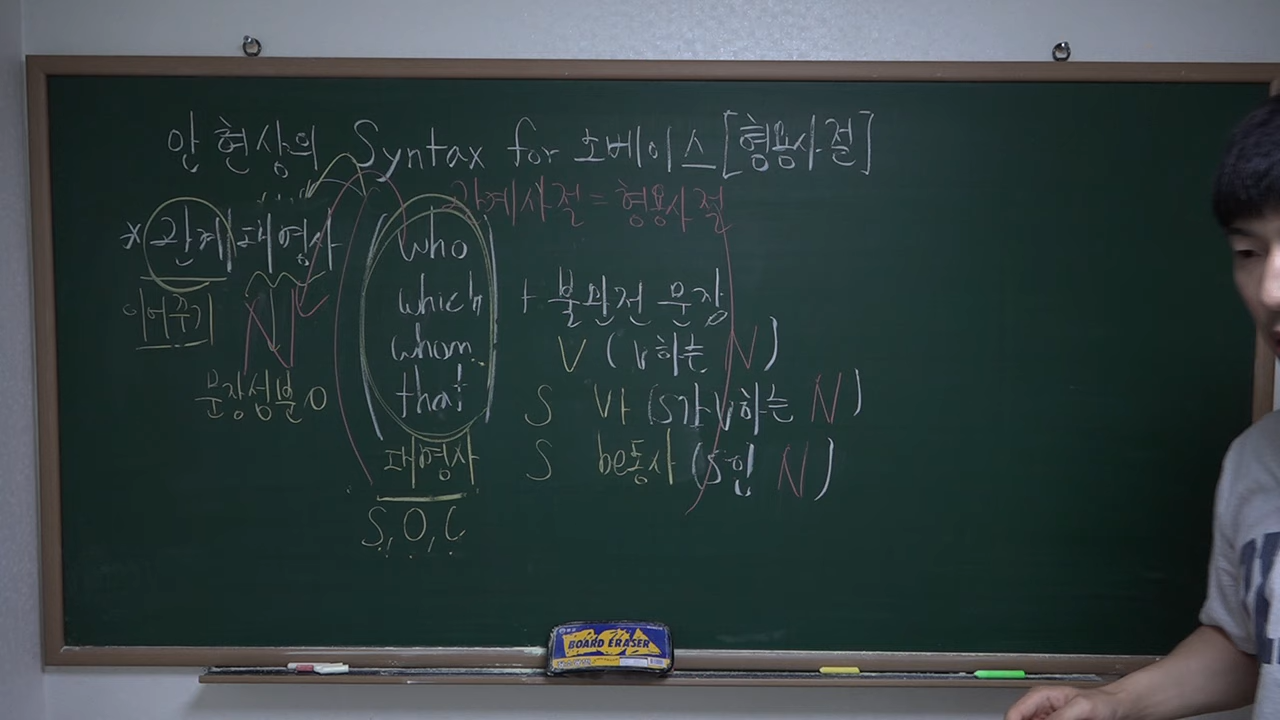 안현상의 Syntax for 노베이스 [형용사절]
관계사절 = 형용사절
* 관계대명사
who
which + 불완전 문장
whom V (V하는 N)
that S Vt (S가 V하는 N)
대명사 S be동사 (S인 N)
이어주기 N
문장성분 O
S, O, C
BOARD ERASER